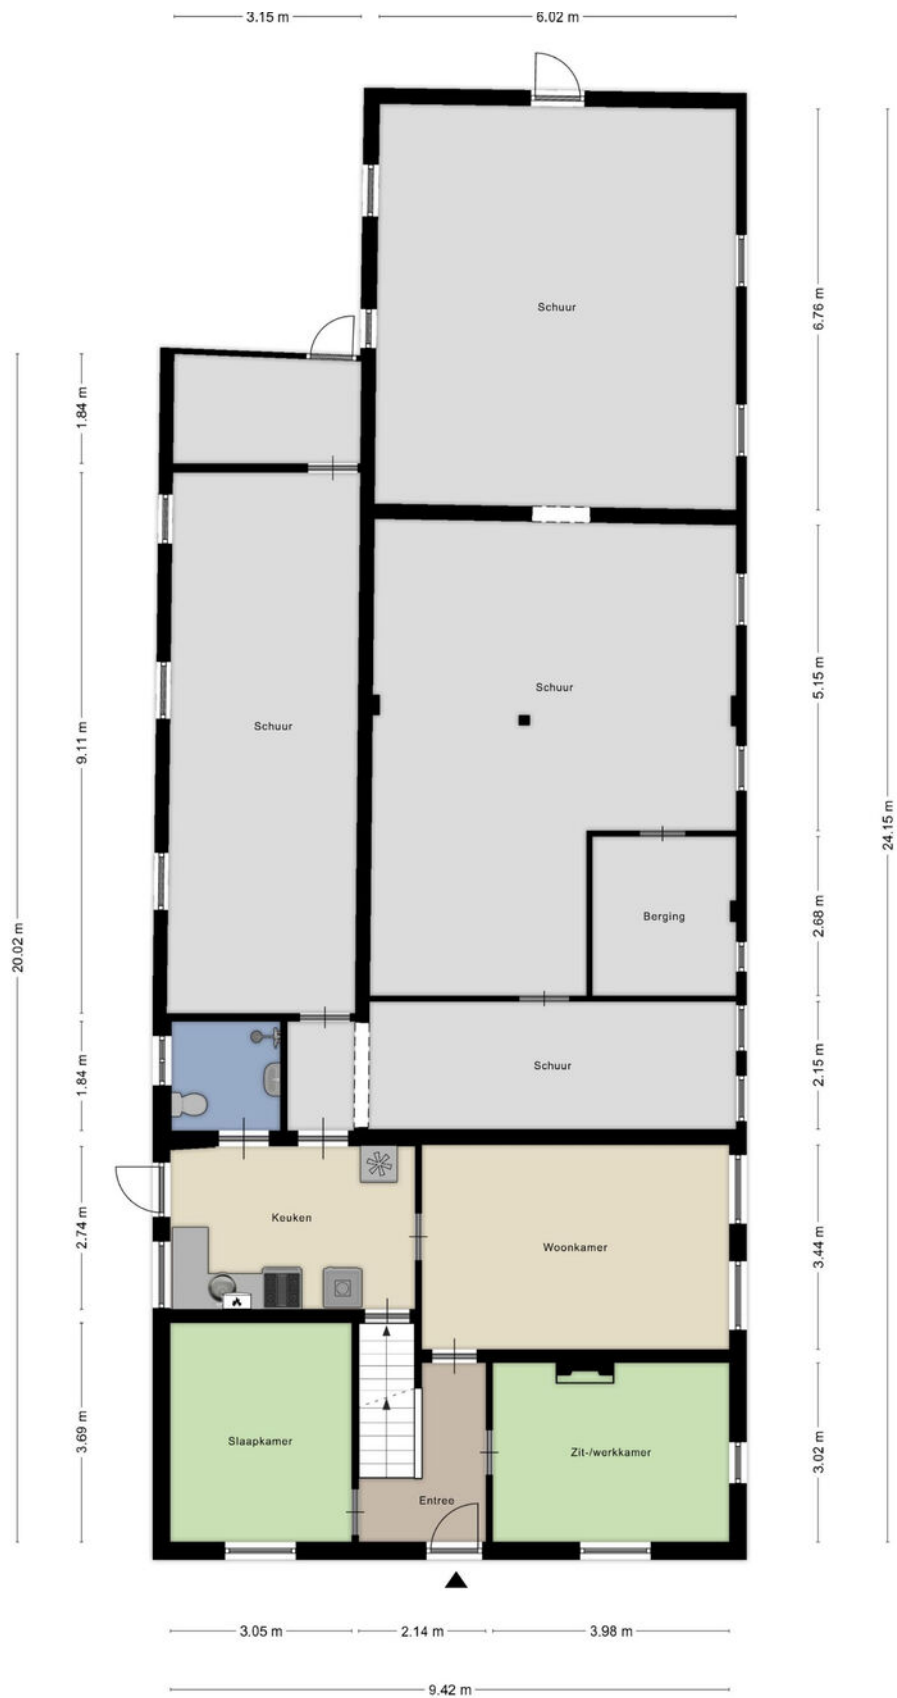 3.15 m
6.02 m
Schuur
6.76 m
1.84 m
Schuur
5.15 m
Schuur
9.11 m
24.15 m
Berging
2.68 m
20.02 m
Schuur
2.15 m
1.84 m
Keuken
2.74 m
Woonkamer
3.44 m
Slaapkamer
3.69 m
Zit-/werkkamer
3.02 m
Entree
3.05 m
2.14 m
3.98 m
9.42 m